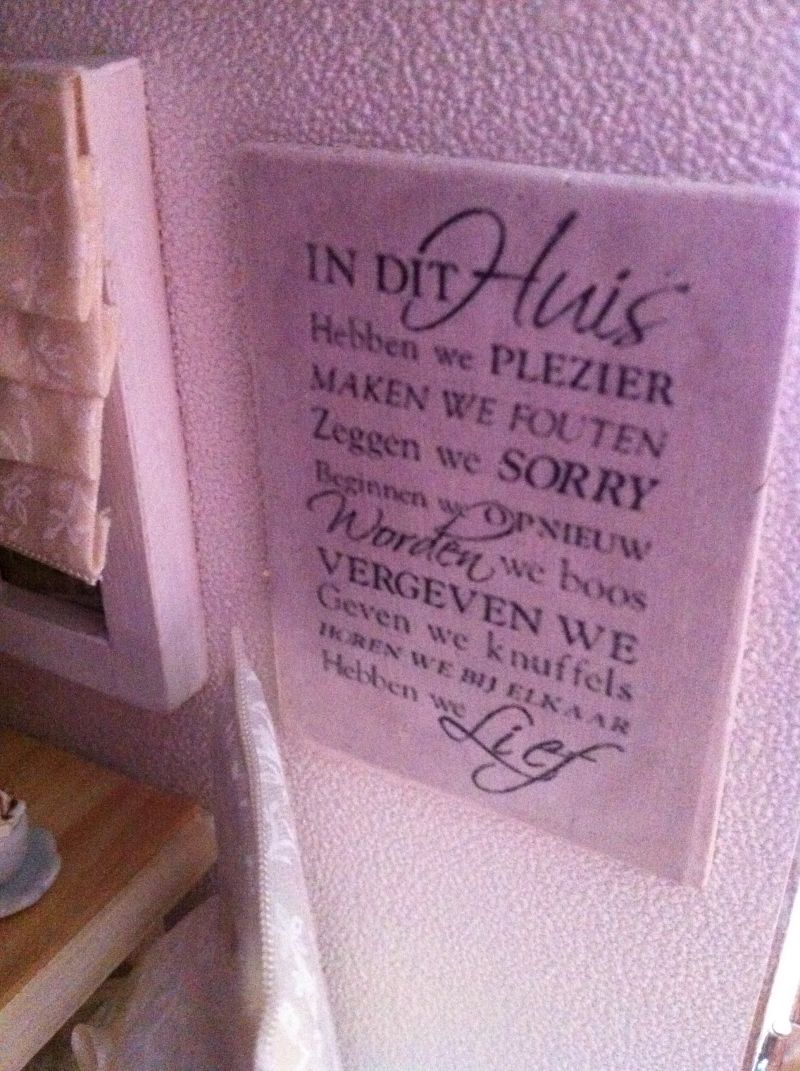 IN DIT Huis
Hebben we PLEZIER
MAKEN WE FOUTEN
Zeggen we SORRY
Beginnen we OPNIEUW
Worden we boos
VERGEVEN WE
Geven we knuffels
HOREN WE BIJ ELKAAR
Hebben we Lief